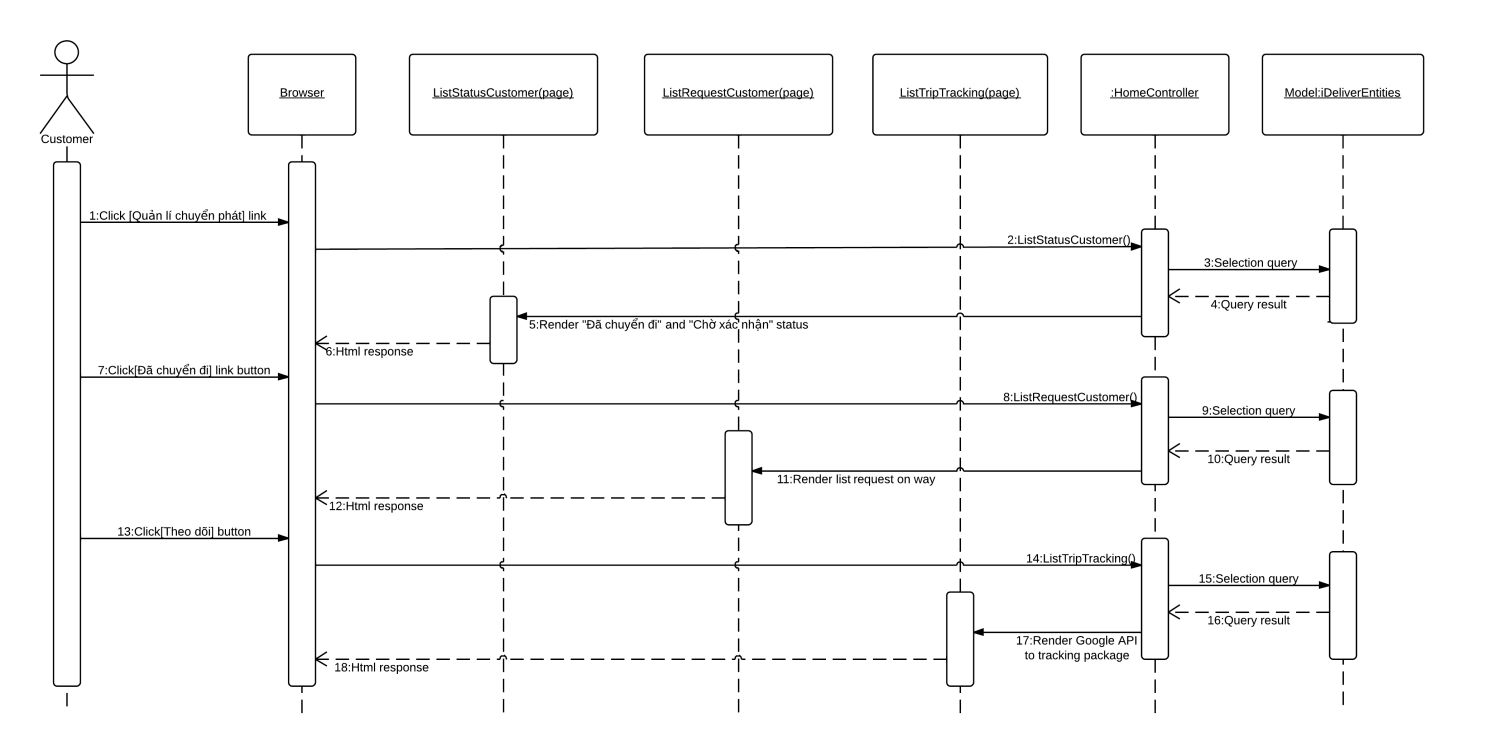 Customer
Browser
ListStatusCustomer(page)
ListRequestCustomer(page)
ListTripTracking(page)
:HomeController
Model:iDeliverEntities
1:Click [Quản lí chuyển phát] link
2:ListStatusCustomer()
3:Selection query
4:Query result
5:Render "Đã chuyển đi" and "Chờ xác nhận" status
6:Html response
7:Click[Đã chuyển đi] link button
8:ListRequestCustomer()
9:Selection query
10:Query result
11:Render list request on way
12:Html response
13:Click[Theo dõi] button
14:ListTripTracking()
15:Selection query
16:Query result
17:Render Google API
to tracking package
18:Html response